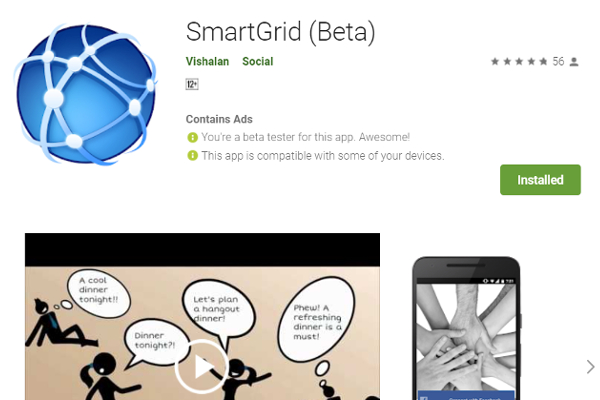 SmartGrid (Beta)
Vishalan Social
56
12+
Contains Ads
You're a beta tester for this app. Awesome!
This app is compatible with some of your devices.
Installed
A cool
dinner
tonight!!
Let's plan
a hangout
dinner!
Phew! A
refreshing
dinner is a
must!
Dinner
tonight?!